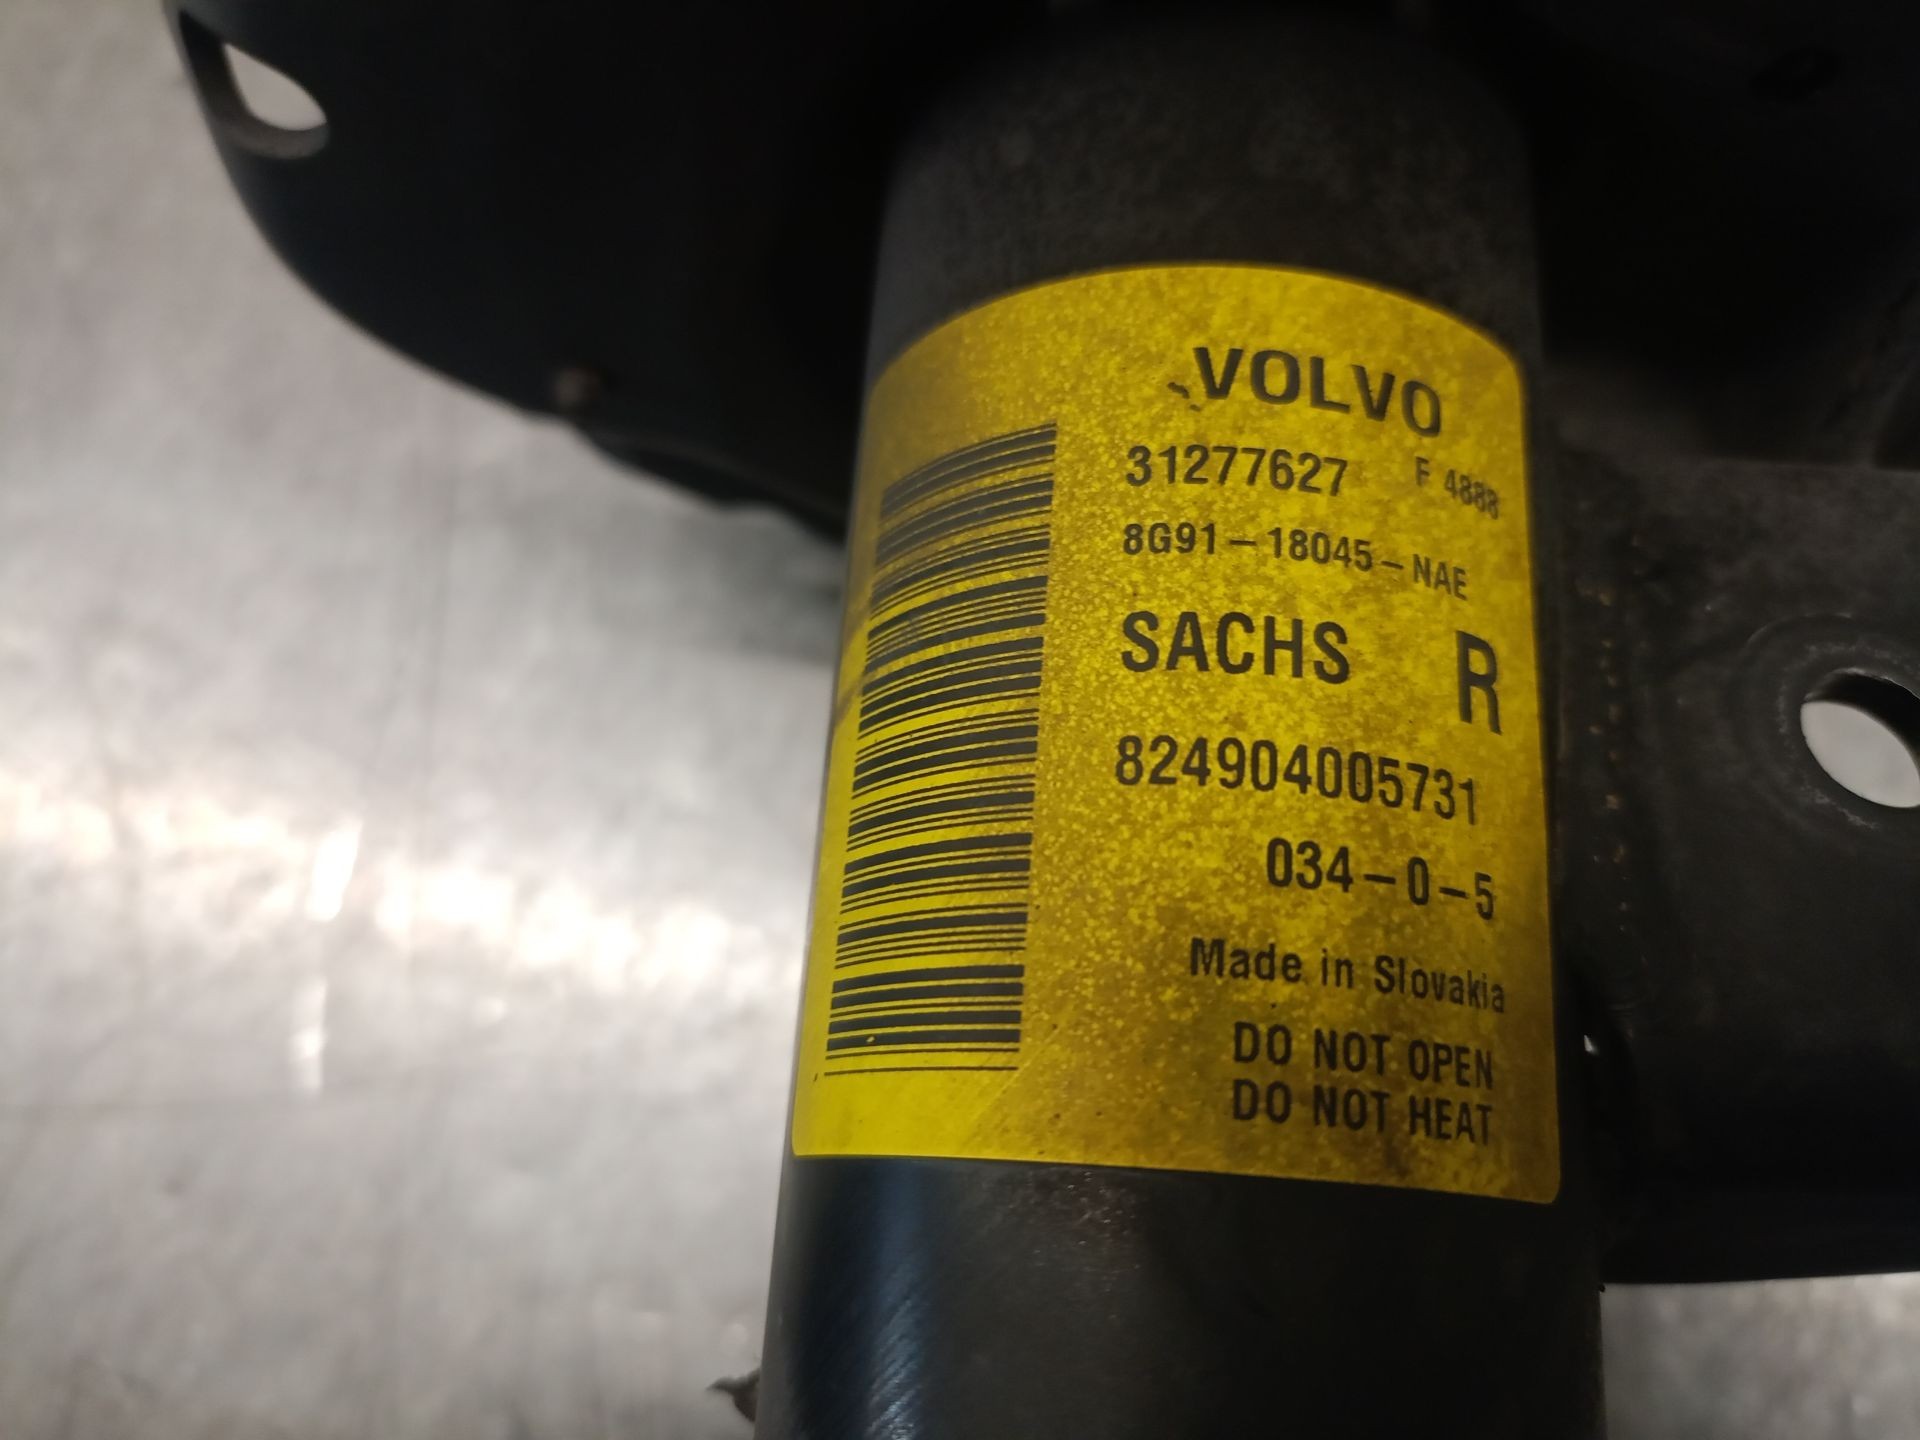 VOLVO
31277627 F 4888
8G91-18045-NAE
SACHS R
824904005731
034-0-5
Made in Slovakia
DO NOT OPEN
DO NOT HEAT